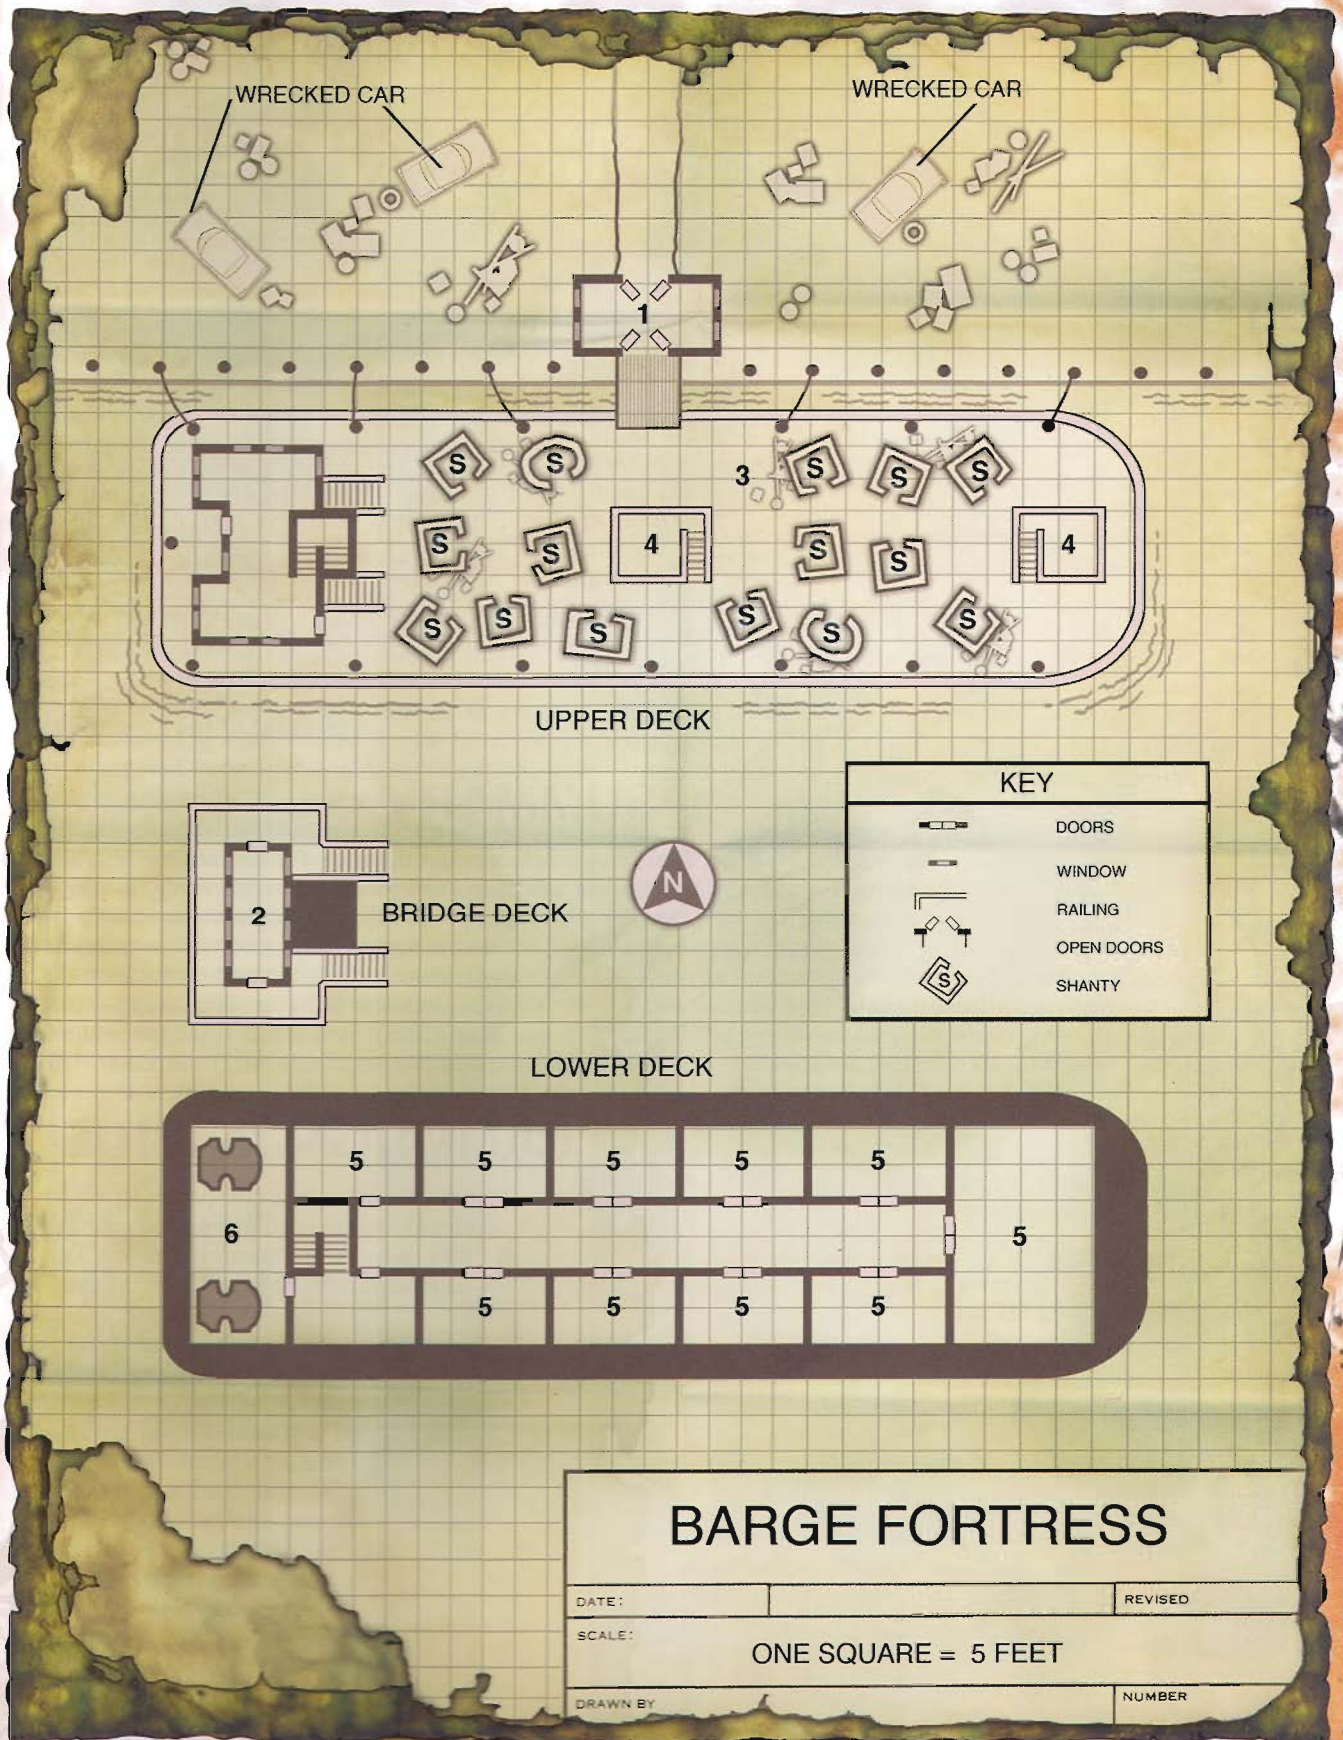 WRECKED CAR
WRECKED CAR
1
S S 3 S S S
S S 4 S S 4
S S S S S S
UPPER DECK
KEY
DOORS
WINDOW
RAILING
OPEN DOORS
S SHANTY
2
BRIDGE DECK
N
LOWER DECK
5 5 5 5 5
6 5
5 5 5 5
BARGE FORTRESS
DATE:
REVISED
SCALE:
ONE SQUARE = 5 FEET
DRAWN BY
NUMBER